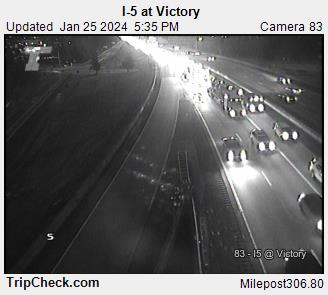 I-5 at Victory
Updated Jan 25 2024 5:35 PM Camera 83
S
83 - I5 @ Victory
TripCheck.com Milepost306.80